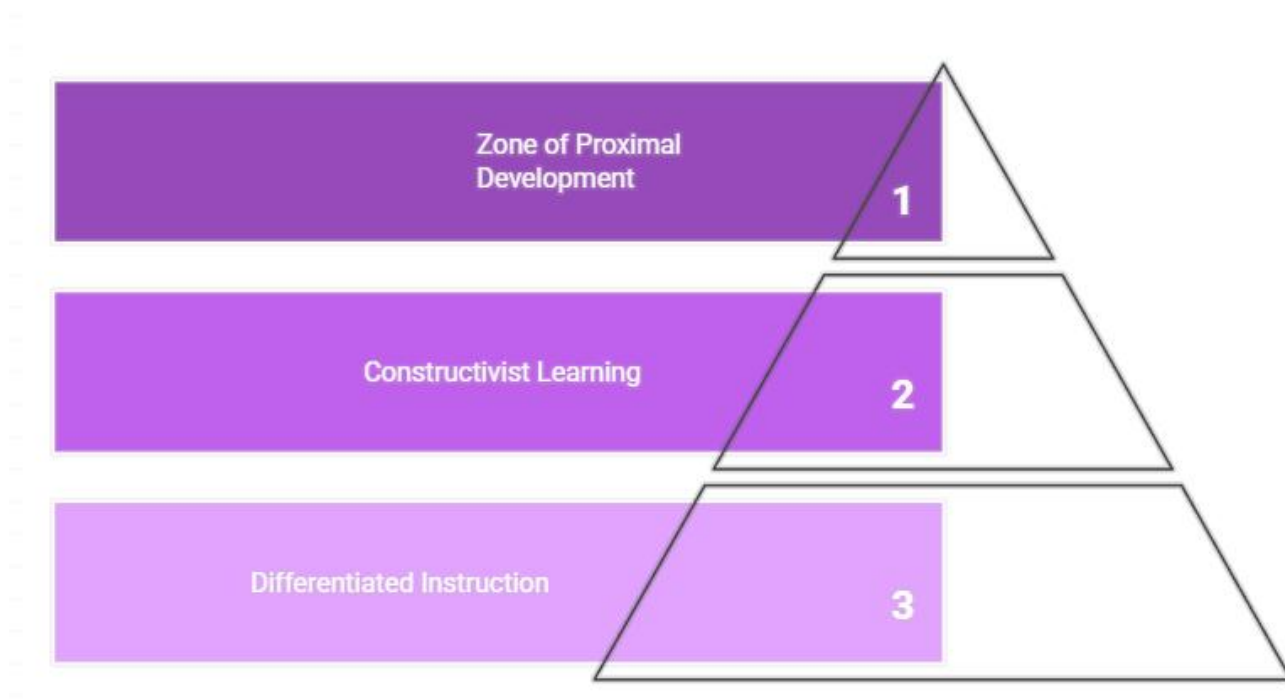 Zone of Proximal
Development
1
Constructivist Learning
2
Differentiated Instruction
3